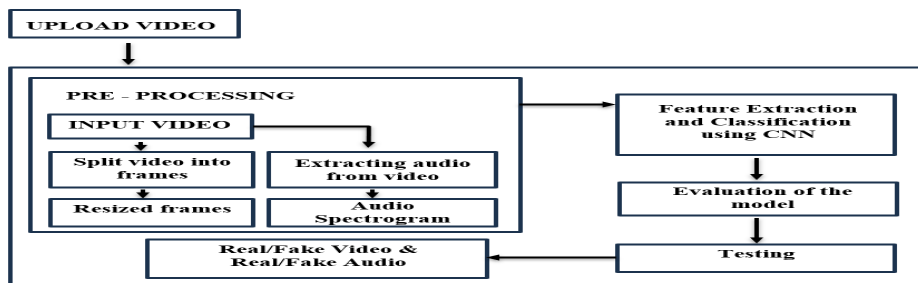 UPLOAD VIDEO
PRE - PROCESSING
INPUT VIDEO
Split video into
frames
Resized frames
Extracting audio
from video
Audio
Spectrogram
Feature Extraction
and Classification
using CNN
Evaluation of the
model
Testing
Real/Fake Video &
Real/Fake Audio